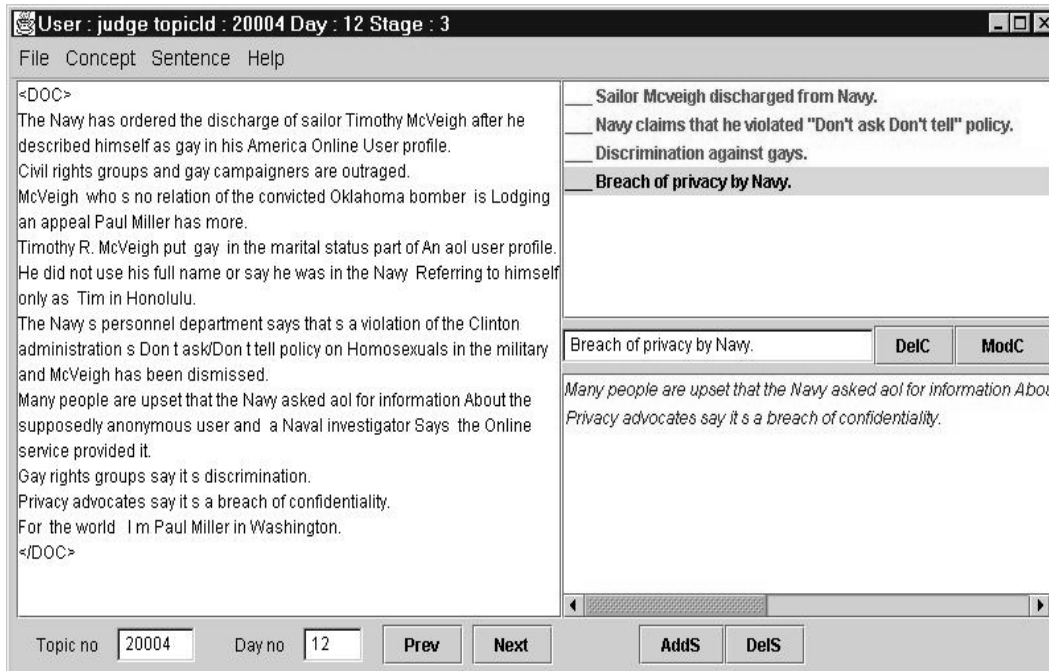 User : judge topicId : 20004 Day : 12 Stage : 3
File Concept Sentence Help
<DOC>
The Navy has ordered the discharge of sailor Timothy McVeigh after he
described himself as gay in his America Online User profile.
Civil rights groups and gay campaigners are outraged.
McVeigh who s no relation of the convicted Oklahoma bomber is Lodging
an appeal Paul Miller has more.
Timothy R. McVeigh put gay in the marital status part of An aol user profile.
He did not use his full name or say he was in the Navy Referring to himself
only as Tim in Honolulu.
The Navy s personnel department says that s a violation of the Clinton
administration s Don t ask/Don t tell policy on Homosexuals in the military
and McVeigh has been dismissed.
Many people are upset that the Navy asked aol for information About the
supposedly anonymous user and a Naval investigator Says the Online
service provided it.
Gay rights groups say it s discrimination.
Privacy advocates say it s a breach of confidentiality.
For the world I m Paul Miller in Washington.
</DOC>
___ Sailor Mcveigh discharged from Navy.
___ Navy claims that he violated "Don't ask Don't tell" policy.
___ Discrimination against gays.
___ Breach of privacy by Navy.
Breach of privacy by Navy. DelC ModC
Many people are upset that the Navy asked aol for information Abou
Privacy advocates say it s a breach of confidentiality.
Topic no 20004 Day no 12 Prev Next AddS DelS